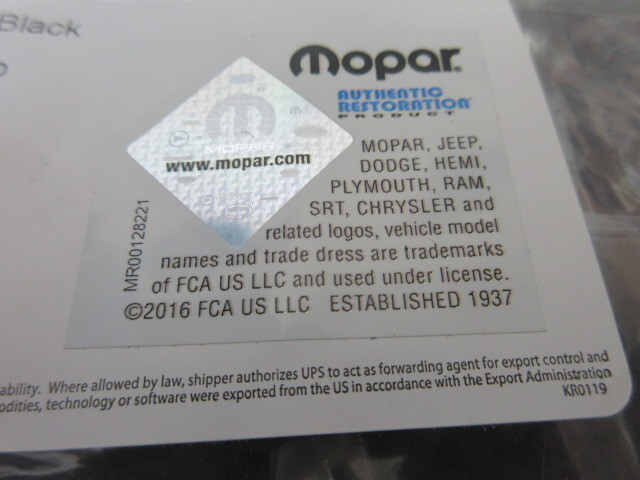 Black
mopar
AUTHENTIC
RESTORATION
PRODUCT
MOPAR
www.mopar.com
MOPAR, JEEP,
DODGE, HEMI,
PLYMOUTH, RAM,
SRT, CHRYSLER and
related logos, vehicle model
names and trade dress are trademarks
of FCA US LLC and used under license.
©2016 FCA US LLC ESTABLISHED 1937
MR00128221
ability. Where allowed by law, shipper authorizes UPS to act as forwarding agent for export control and
odities, technology or software were exported from the US in accordance with the Export Administration
KR0119